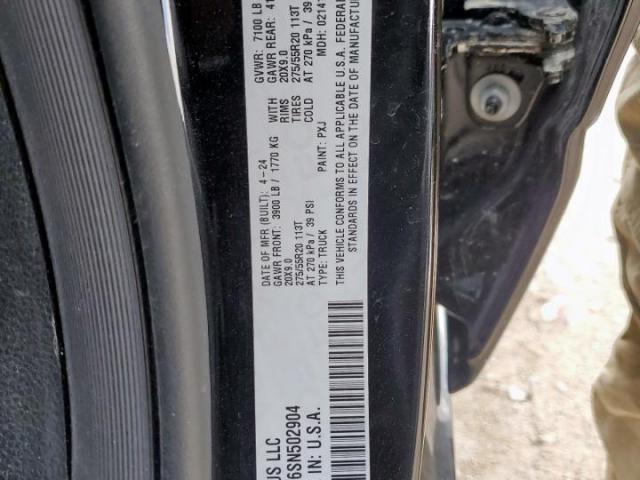 US LLC
6SN502904
IN: U.S.A.
DATE OF MFR (BUILT): 4-24
GVWR: 7100 LB
GAWR FRONT: 3900 LB / 1770 KG WITH
GAWR REAR: 41
20X9.0 RIMS
20X9.0
275/55R20 113T TIRES
275/55R20 113T
AT 270 kPa / 39 PSI COLD
AT 270 kPa / 39
TYPE: TRUCK PAINT: PXJ MDH: 0214
THIS VEHICLE CONFORMS TO ALL APPLICABLE U.S.A. FEDERAL
STANDARDS IN EFFECT ON THE DATE OF MANUFACTUR